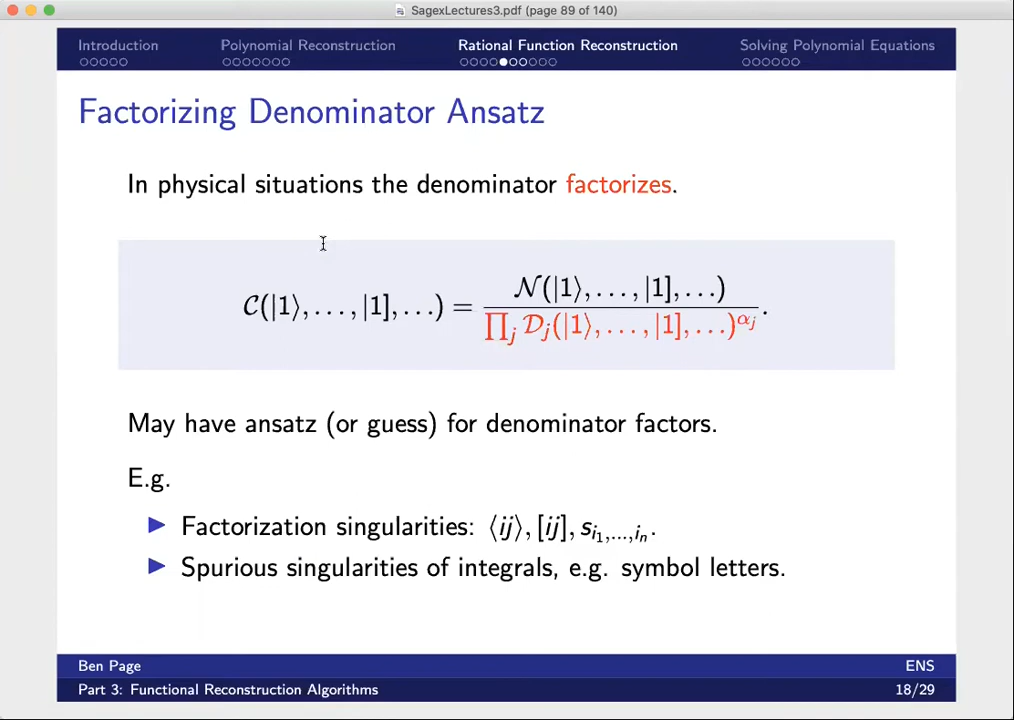 SagexLectures3.pdf (page 89 of 140)
Introduction Polynomial Reconstruction Rational Function Reconstruction Solving Polynomial Equations
Factorizing Denominator Ansatz
In physical situations the denominator factorizes.
𝒞(|1⟩, . . . , |1], . . .) = 𝒩(|1⟩, . . . , |1], . . .) / ∏_j 𝒟_j(|1⟩, . . . , |1], . . .)^{α_j} .
May have ansatz (or guess) for denominator factors.
E.g.
▶ Factorization singularities: ⟨ij⟩, [ij], s_{i_1,...,i_n}.
▶ Spurious singularities of integrals, e.g. symbol letters.
Ben Page ENS
Part 3: Functional Reconstruction Algorithms 18/29